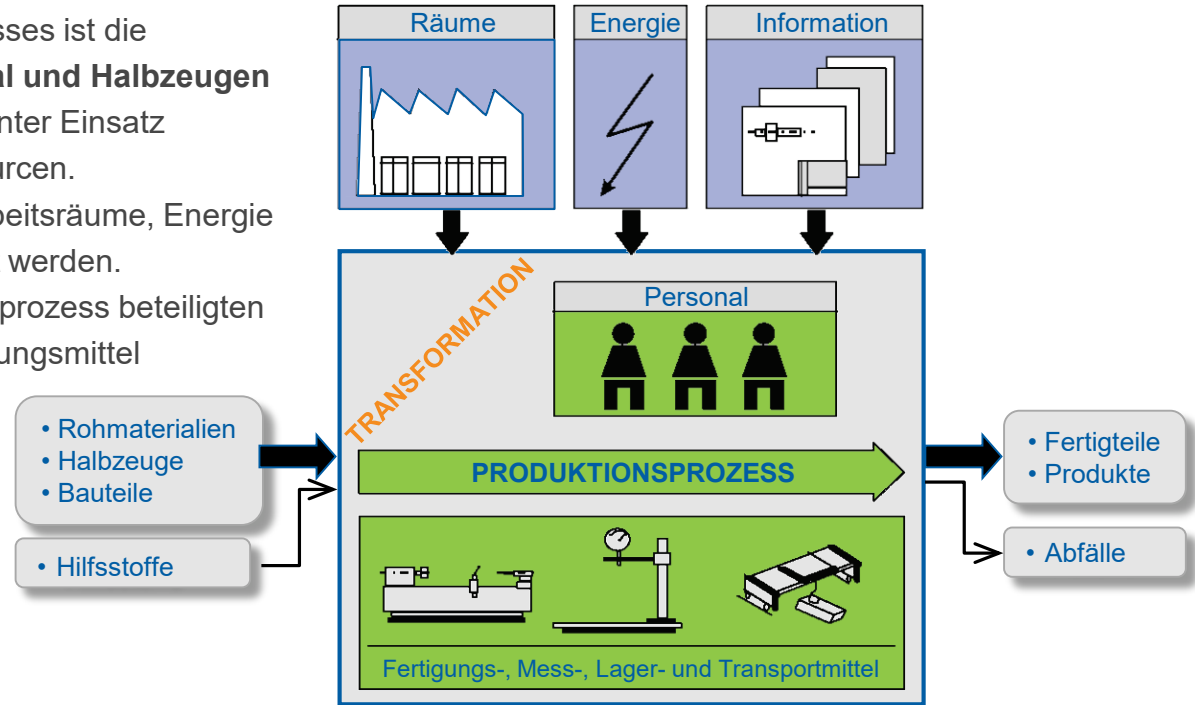 sses ist die
al und Halbzeugen
nter Einsatz
urcen.
beitsräume, Energie
werden.
prozess beteiligten
ungsmittel
Räume
Energie
Information
TRANSFORMATION
Personal
• Rohmaterialien
• Halbzeuge
• Bauteile
• Hilfsstoffe
PRODUKTIONSPROZESS
• Fertigteile
• Produkte
• Abfälle
Fertigungs-, Mess-, Lager- und Transportmittel